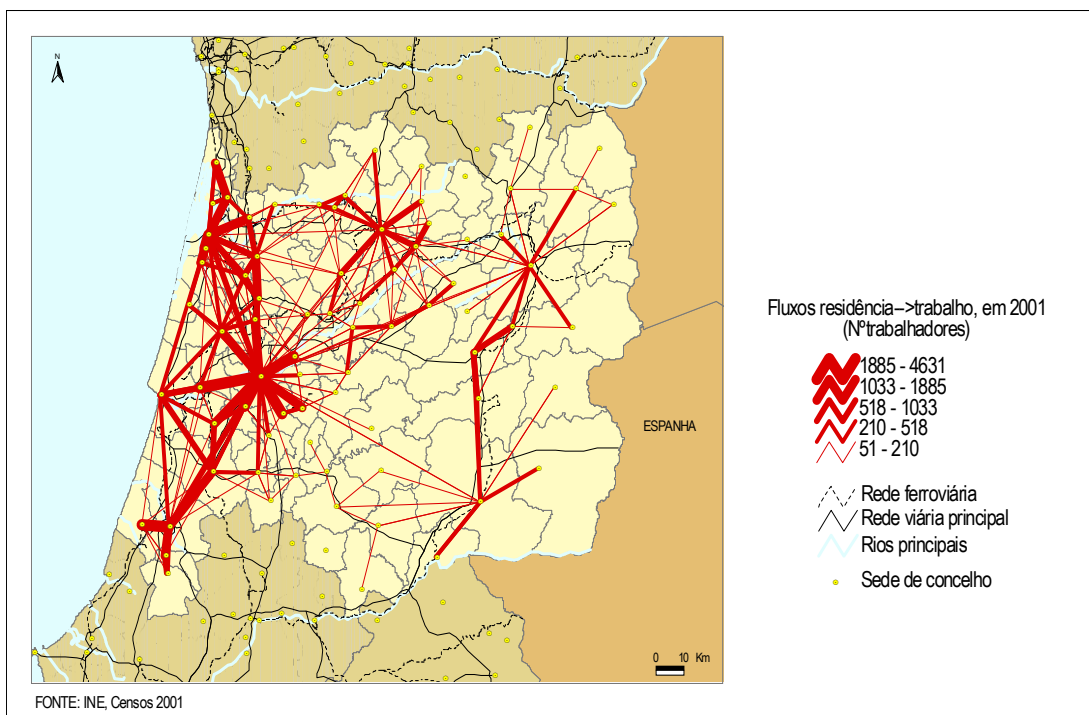 N
ESPANHA
0 10 Km
Fluxos residência->trabalho, em 2001
(Nºtrabalhadores)
1885 - 4631
1033 - 1885
518 - 1033
210 - 518
51 - 210
Rede ferroviária
Rede viária principal
Rios principais
Sede de concelho
FONTE: INE, Censos 2001